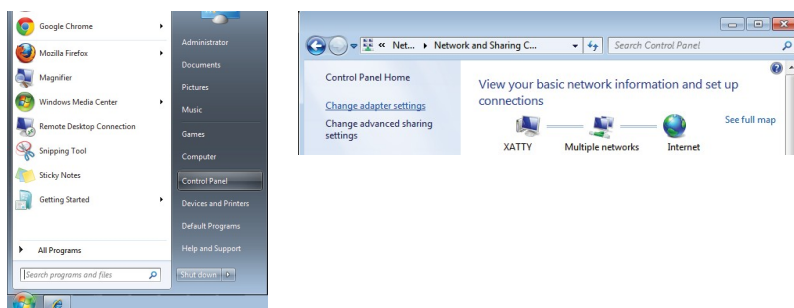 Google Chrome
Mozilla Firefox
Magnifier
Windows Media Center
Remote Desktop Connection
Snipping Tool
Sticky Notes
Getting Started
All Programs
Search programs and files
Administrator
Documents
Pictures
Music
Games
Computer
Control Panel
Devices and Printers
Default Programs
Help and Support
Shut down
« Net... Network and Sharing C...
Search Control Panel
Control Panel Home
Change adapter settings
Change advanced sharing
settings
View your basic network information and set up
connections
See full map
XATTY Multiple networks Internet